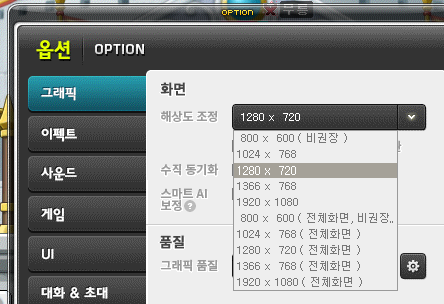 OPTION
옵션 OPTION
그래픽
이펙트
사운드
게임
UI
대화 & 초대
화면
해상도 조정 1280 x 720
수직 동기화
스마트 AI
보정 ?
800 x 600 ( 비권장 )
1024 x 768
1280 x 720
1366 x 768
1920 x 1080
800 x 600 ( 전체화면, 비권장..
1024 x 768 ( 전체화면 )
1280 x 720 ( 전체화면 )
1366 x 768 ( 전체화면 )
1920 x 1080 ( 전체화면 )
품질
그래픽 품질